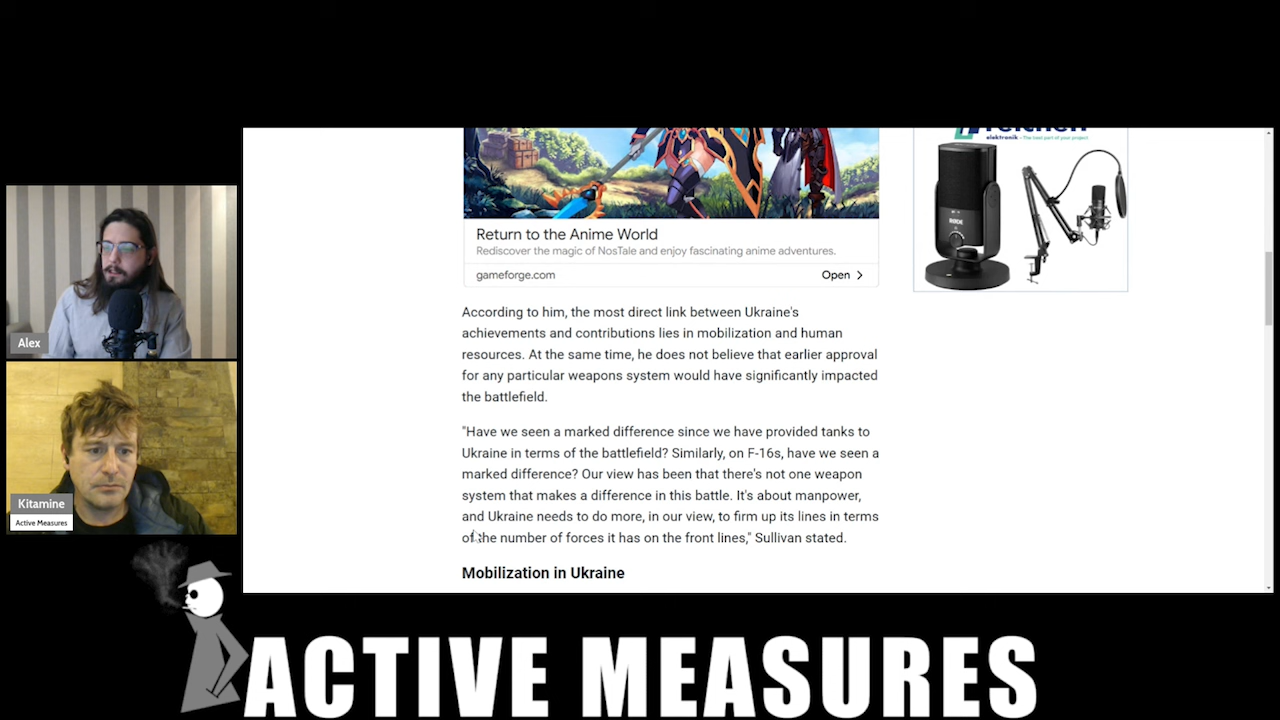 Return to the Anime World
Rediscover the magic of NosTale and enjoy fascinating anime adventures.
gameforge.com
Open
elektronik – The best part of your project
RØDE
According to him, the most direct link between Ukraine's
achievements and contributions lies in mobilization and human
resources. At the same time, he does not believe that earlier approval
for any particular weapons system would have significantly impacted
the battlefield.
"Have we seen a marked difference since we have provided tanks to
Ukraine in terms of the battlefield? Similarly, on F-16s, have we seen a
marked difference? Our view has been that there's not one weapon
system that makes a difference in this battle. It's about manpower,
and Ukraine needs to do more, in our view, to firm up its lines in terms
of the number of forces it has on the front lines," Sullivan stated.
Mobilization in Ukraine
Alex
Kitamine
Active Measures
ACTIVE MEASURES